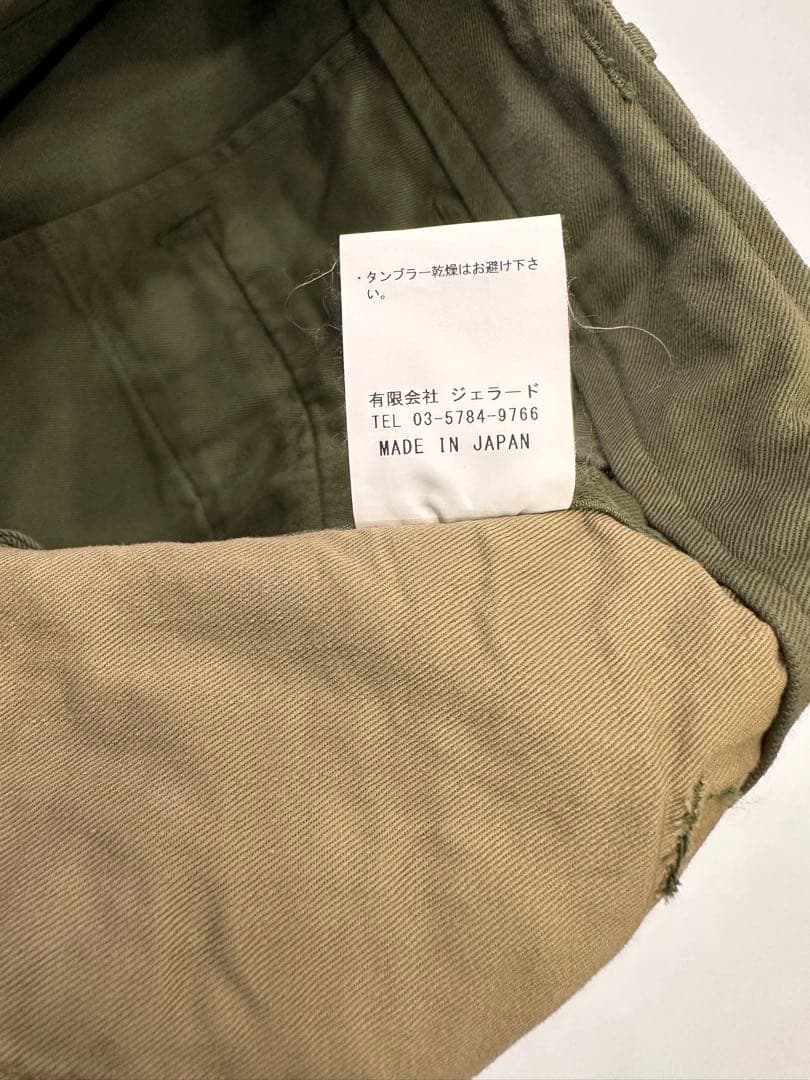 ・タンブラー乾燥はお避け下さ
い。
有限会社 ジェラード
TEL 03-5784-9766
MADE IN JAPAN